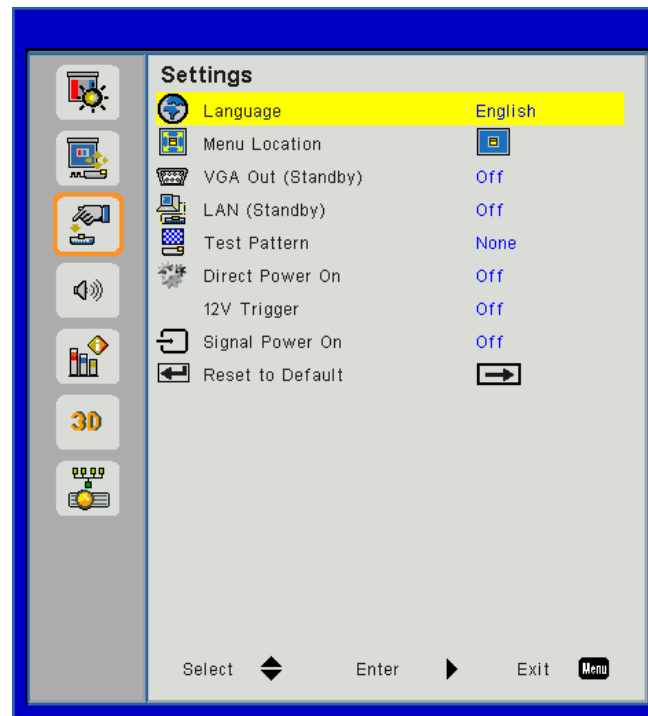 Settings
Language English
Menu Location
VGA Out (Standby) Off
LAN (Standby) Off
Test Pattern None
Direct Power On Off
12V Trigger Off
Signal Power On Off
Reset to Default
3D
Select Enter Exit Menu